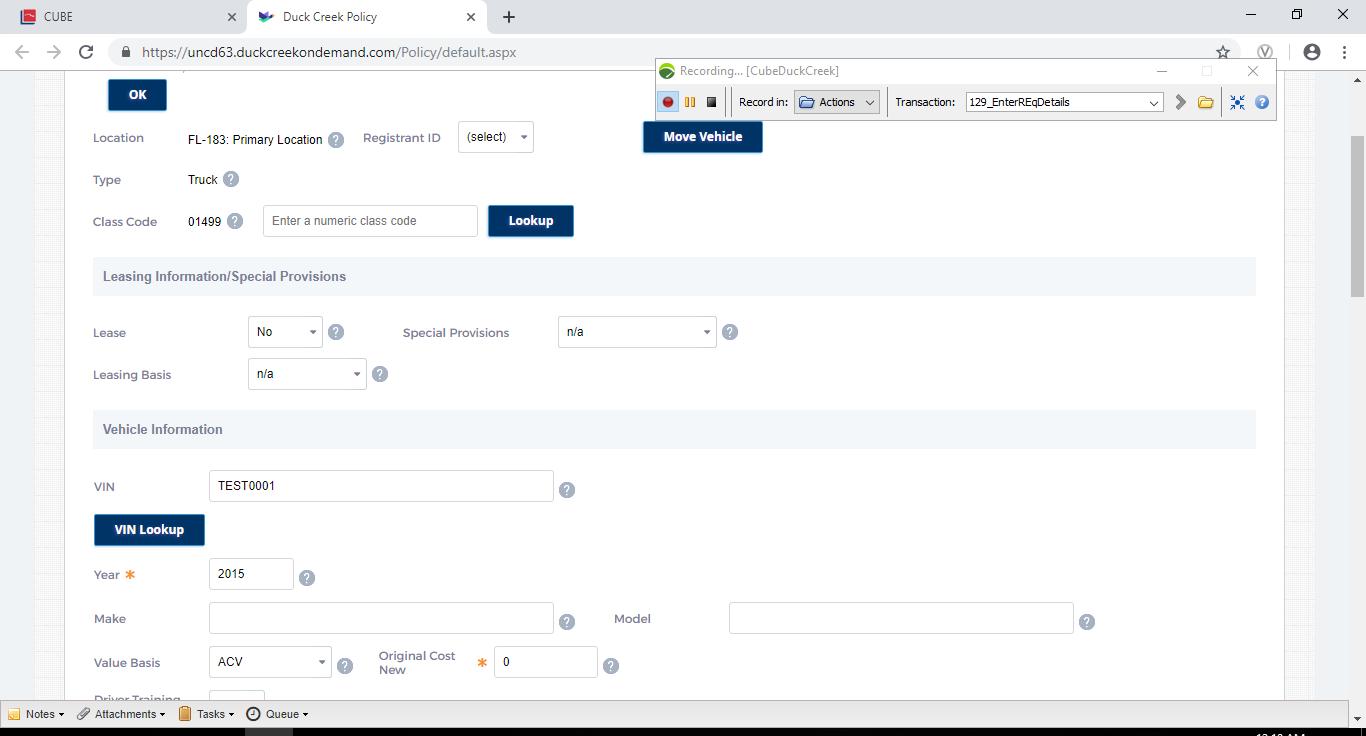 CUBE
Duck Creek Policy
https://uncd63.duckcreekondemand.com/Policy/default.aspx
Recording... [CubeDuckCreek]
Record in: Actions Transaction: 129_EnterREqDetails
OK
Location FL-183: Primary Location ? Registrant ID (select) Move Vehicle
Type Truck ?
Class Code 01499 ? Enter a numeric class code Lookup
Leasing Information/Special Provisions
Lease No ? Special Provisions n/a ?
Leasing Basis n/a ?
Vehicle Information
VIN TEST0001 ?
VIN Lookup
Year * 2015 ?
Make ? Model ?
Value Basis ACV ? Original Cost New * 0 ?
Driver Training
Notes Attachments Tasks Queue